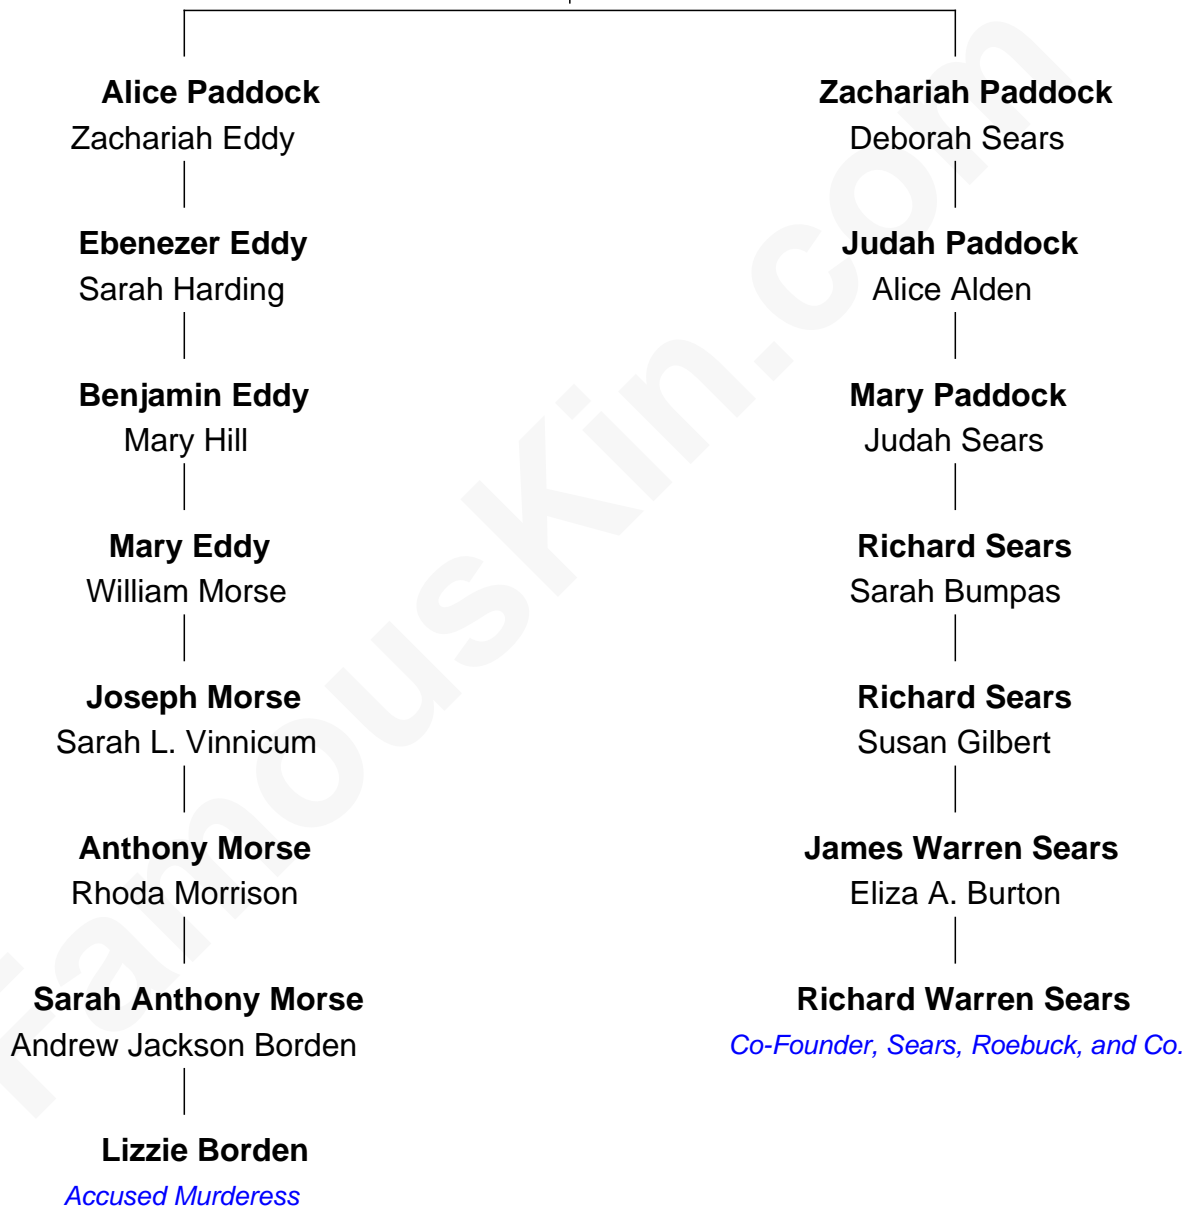 Alice Paddock
Zachariah Eddy
Ebenezer Eddy
Sarah Harding
Benjamin Eddy
Mary Hill
Mary Eddy
William Morse
Joseph Morse
Sarah L. Vinnicum
Anthony Morse
Rhoda Morrison
Sarah Anthony Morse
Andrew Jackson Borden
Lizzie Borden
Accused Murderess
Zachariah Paddock
Deborah Sears
Judah Paddock
Alice Alden
Mary Paddock
Judah Sears
Richard Sears
Sarah Bumpas
Richard Sears
Susan Gilbert
James Warren Sears
Eliza A. Burton
Richard Warren Sears
Co-Founder, Sears, Roebuck, and Co.
FamousKin.com